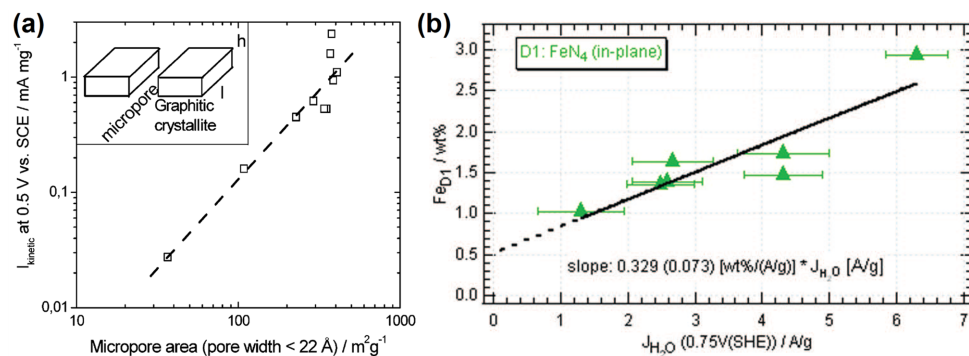 (a)
I_kinetic at 0.5 V vs. SCE / mA mg⁻¹
1
0,1
0,01
10
100
1000
Micropore area (pore width < 22 Å) / m²g⁻¹
h
l
micropore
Graphitic
crystallite
(b)
D1: FeN₄ (in-plane)
Fe_D1 / wt%
3.0
2.5
2.0
1.5
1.0
0.5
0.0
slope: 0.329 (0.073) [wt%/(A/g)] * J_H₂O [A/g]
0
1
2
3
4
5
6
7
J_H₂O (0.75V(SHE)) / A/g